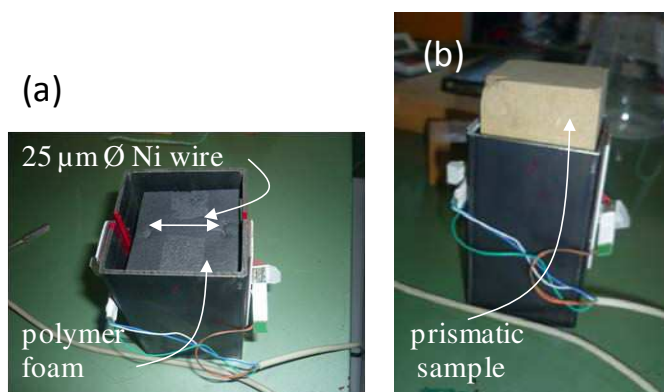 (a)
25 µm Ø Ni wire
polymer
foam
(b)
prismatic
sample